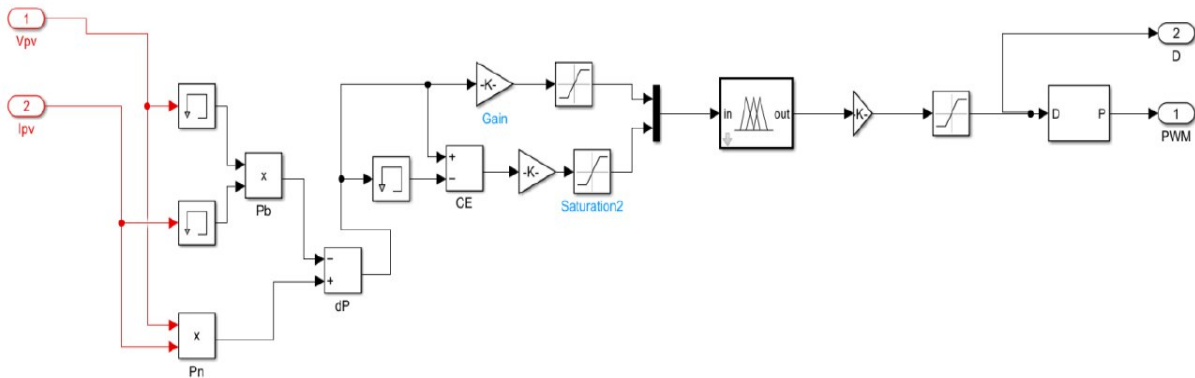 1
Vpv
2
Ipv
x
Pb
x
Pn
−
+
dP
-K-
Gain
+
−
CE
-K-
Saturation2
in
out
-K-
2
D
D
P
1
PWM